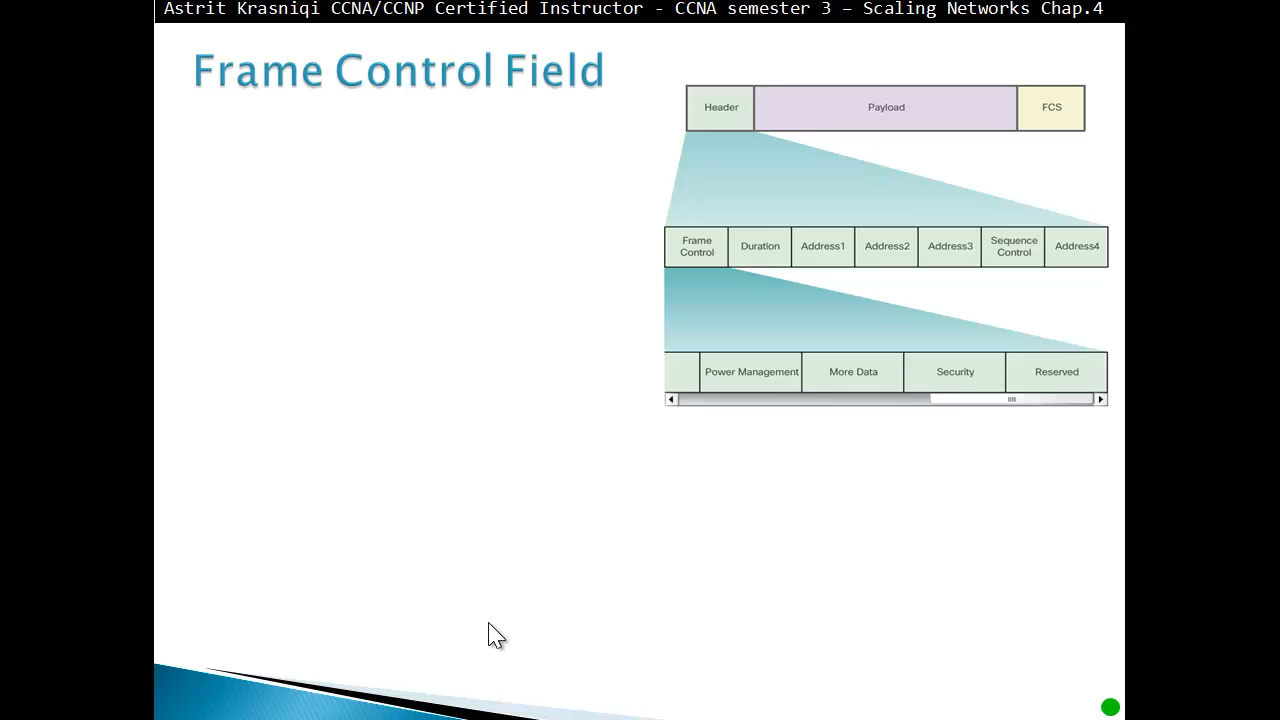 Astrit Krasniqi CCNA/CCNP Certified Instructor - CCNA semester 3 – Scaling Networks Chap.4
Frame Control Field
Header Payload FCS
Frame Control Duration Address1 Address2 Address3 Sequence Control Address4
Power Management More Data Security Reserved